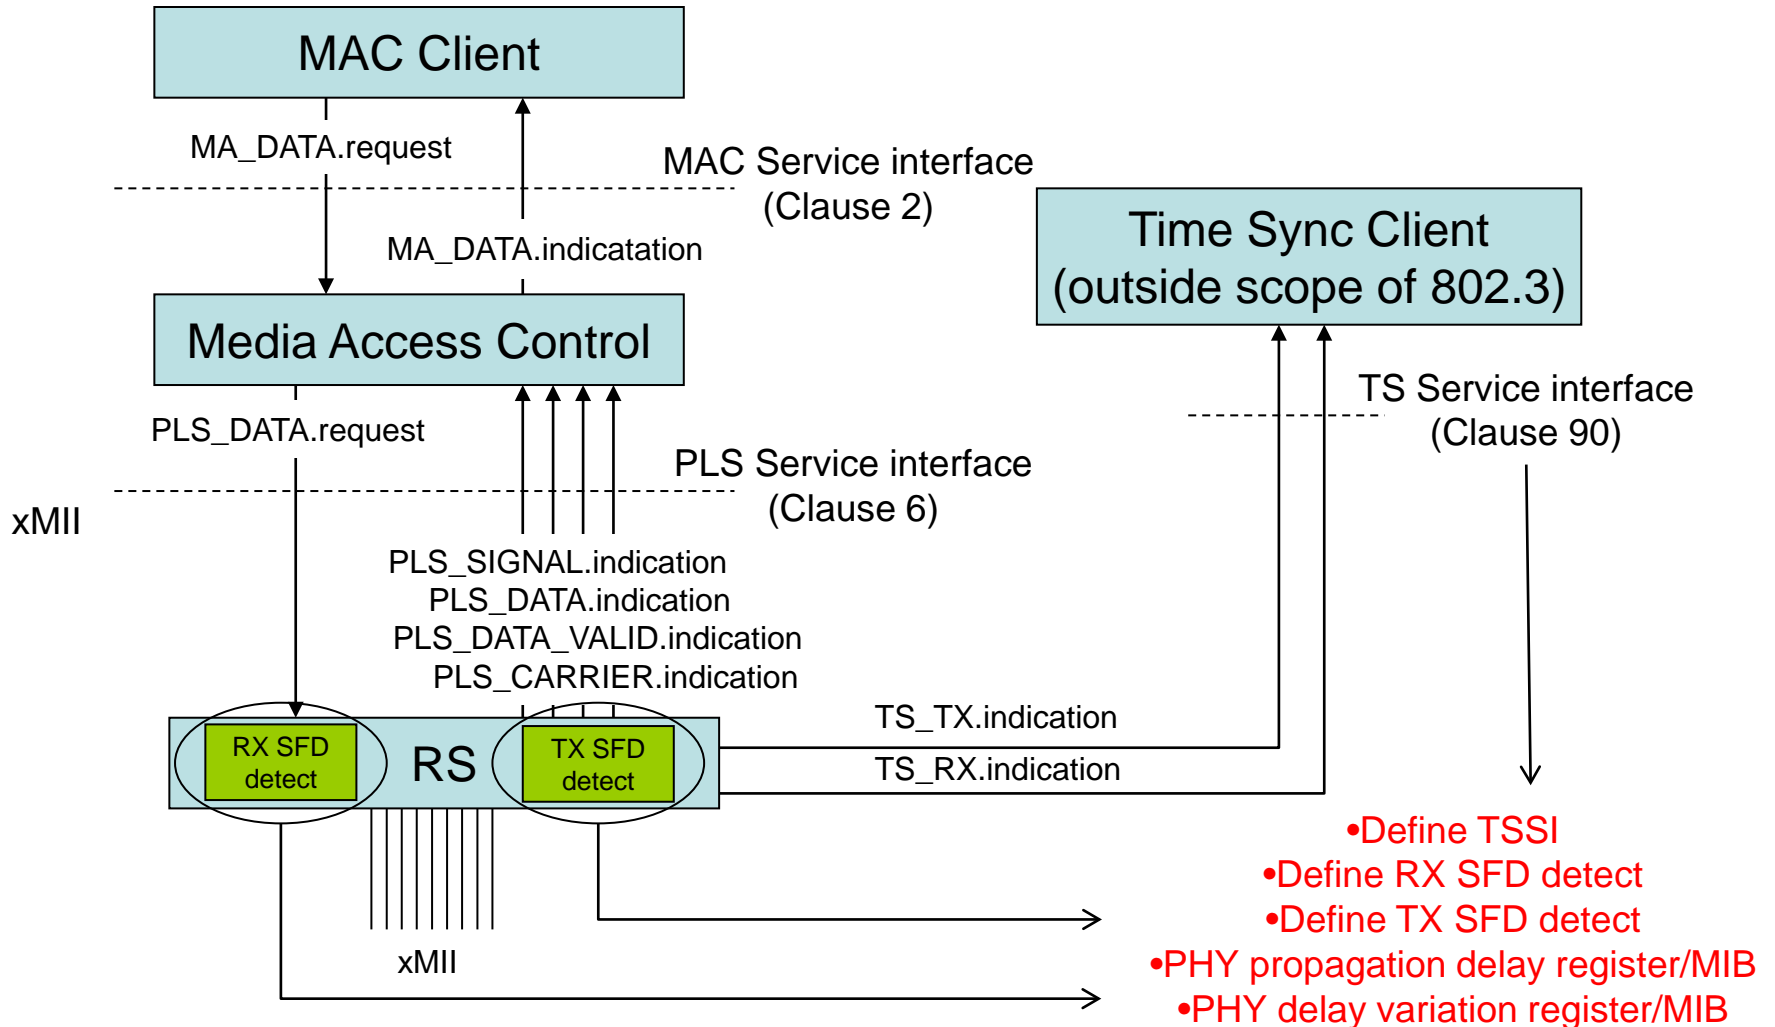 MAC Client
MA_DATA.request
MAC Service interface
(Clause 2)
MA_DATA.indicatation
Time Sync Client
(outside scope of 802.3)
Media Access Control
TS Service interface
(Clause 90)
PLS_DATA.request
PLS Service interface
(Clause 6)
xMII
PLS_SIGNAL.indication
PLS_DATA.indication
PLS_DATA_VALID.indication
PLS_CARRIER.indication
RX SFD
detect
RS
TX SFD
detect
TS_TX.indication
TS_RX.indication
xMII
•Define TSSI
•Define RX SFD detect
•Define TX SFD detect
•PHY propagation delay register/MIB
•PHY delay variation register/MIB